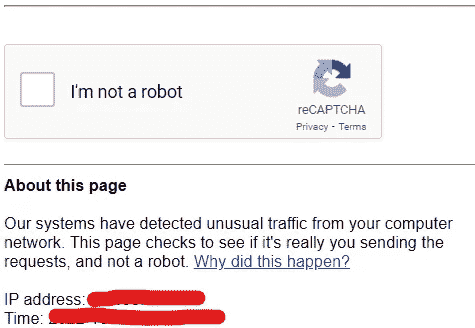 I'm not a robot
reCAPTCHA
Privacy - Terms
About this page
Our systems have detected unusual traffic from your computer
network. This page checks to see if it's really you sending the
requests, and not a robot. Why did this happen?
IP address:
Time: